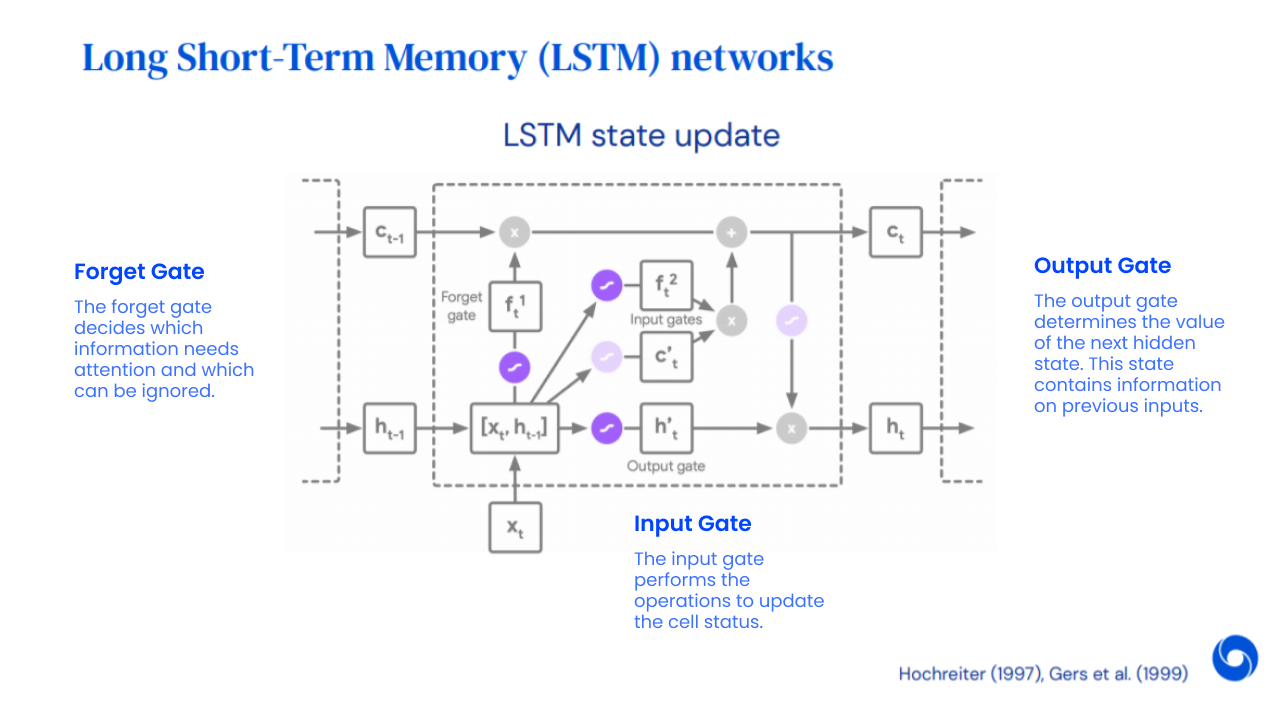 Long Short-Term Memory (LSTM) networks
LSTM state update
c t-1
x
+
c t
Forget Gate
The forget gate
decides which
information needs
attention and which
can be ignored.
Forget
gate
f t 1
f t 2
Input gates
x
c' t
h t-1
[x t, h t-1]
h' t
x
h t
Output gate
x t
Output Gate
The output gate
determines the value
of the next hidden
state. This state
contains information
on previous inputs.
Input Gate
The input gate
performs the
operations to update
the cell status.
Hochreiter (1997), Gers et al. (1999)